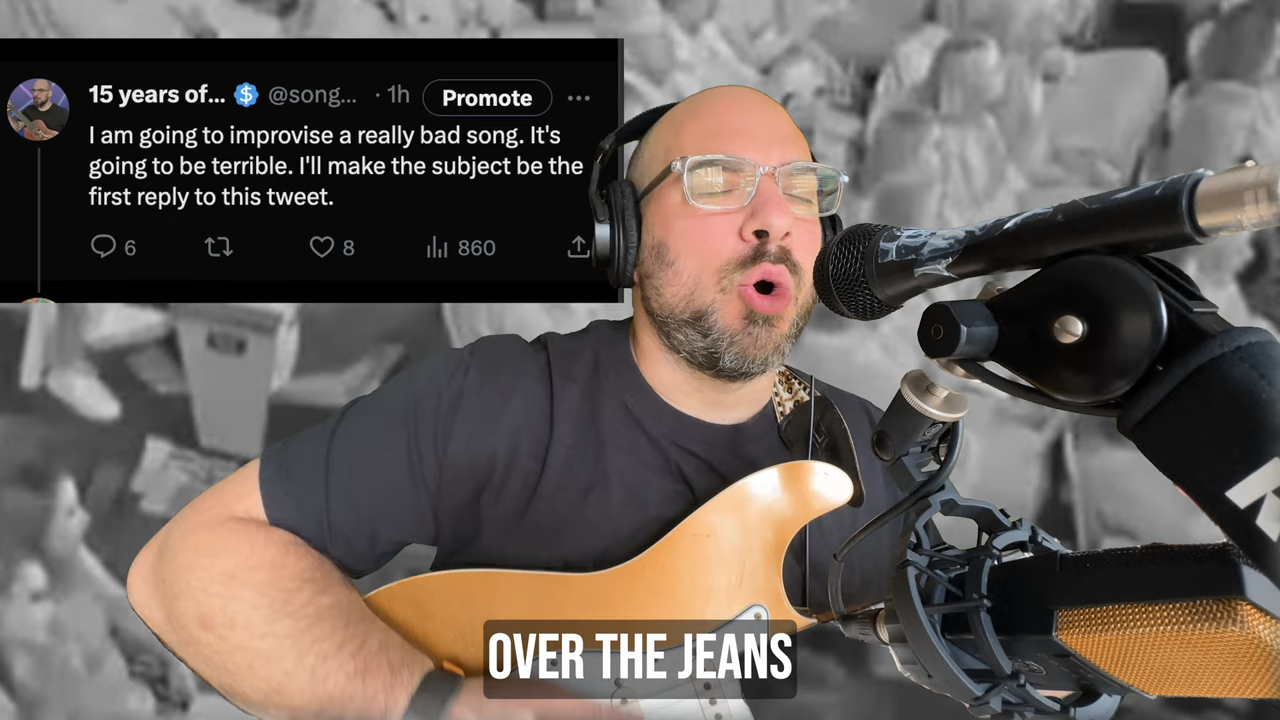 15 years of... @song... · 1h Promote ...
I am going to improvise a really bad song. It's
going to be terrible. I'll make the subject be the
first reply to this tweet.
6 8 860
OVER THE JEANS